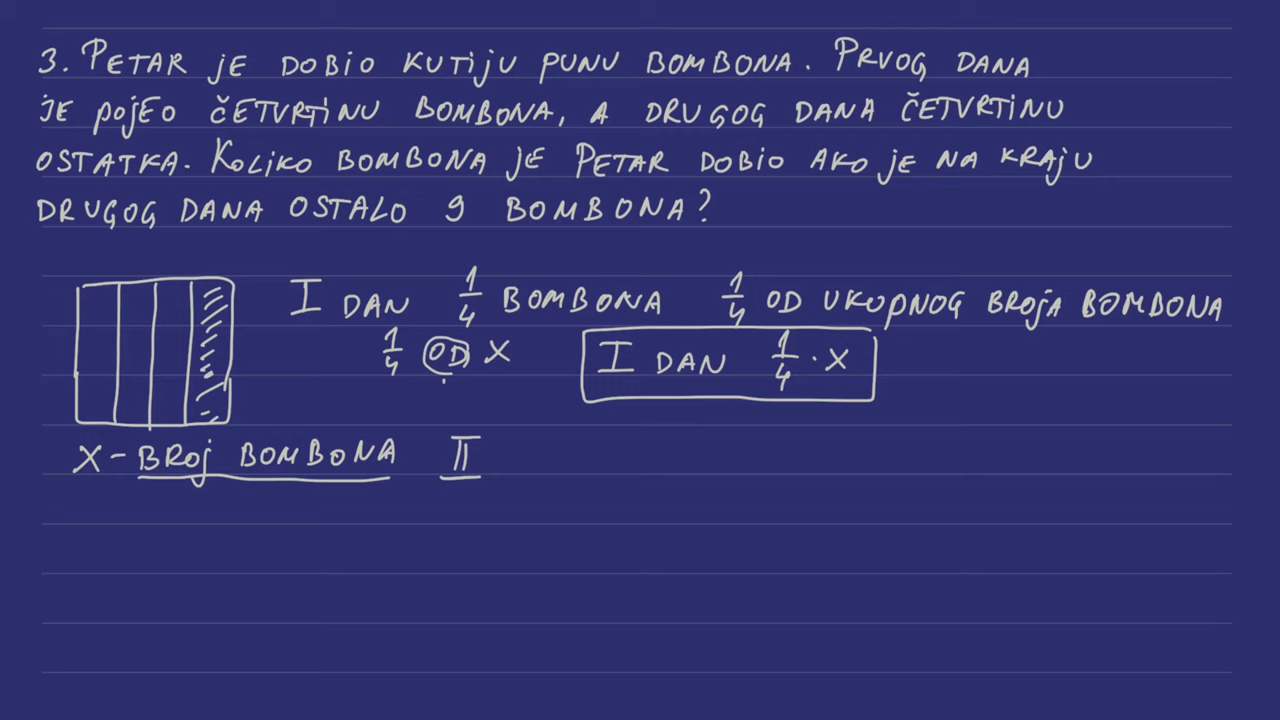 3. PETAR JE DOBIO KUTIJU PUNU BOMBONA. PRVOG DANA
JE POJEO ČETVRTINU BOMBONA, A DRUGOG DANA ČETVRTINU
OSTATKA. KOLIKO BOMBONA JE PETAR DOBIO AKO JE NA KRAJU
DRUGOG DANA OSTALO 9 BOMBONA?
I DAN 1/4 BOMBONA 1/4 OD UKUPNOG BROJA BOMBONA
1/4 OD X I DAN 1/4 · X
X - BROJ BOMBONA II